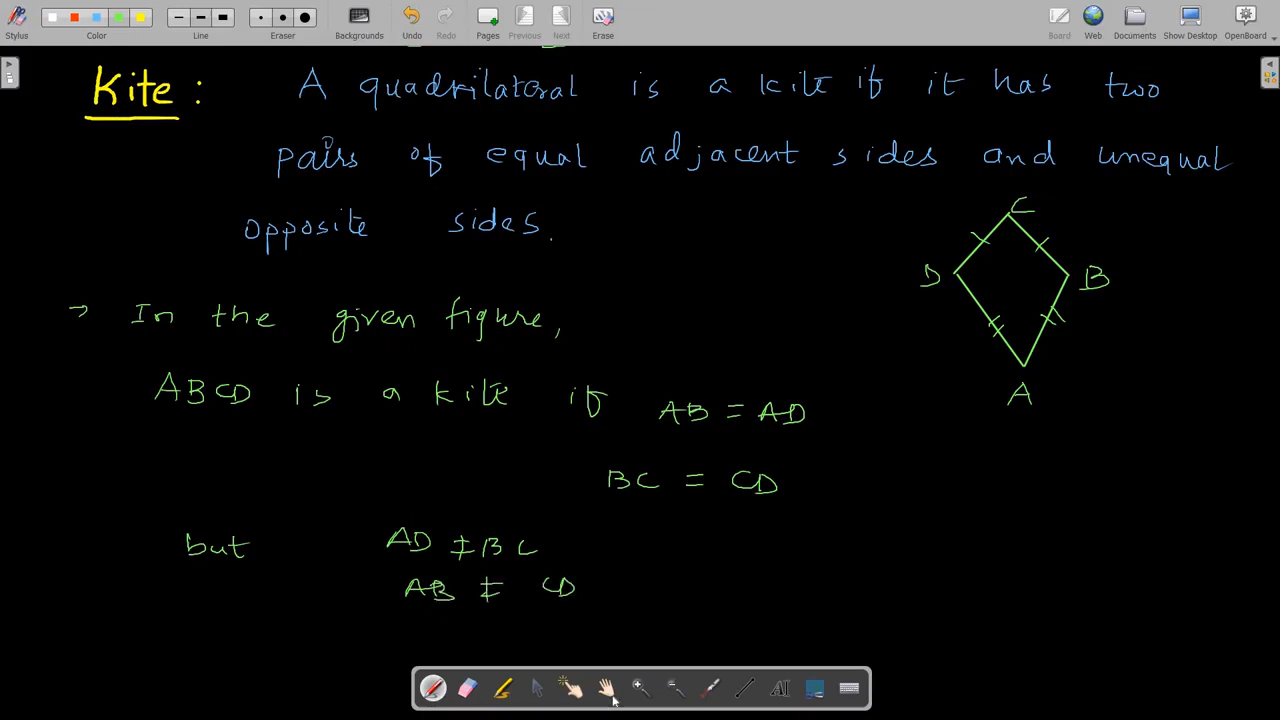 Stylus Color Line Eraser Backgrounds Undo Redo Pages Previous Next Erase Board Web Documents Show Desktop OpenBoard
Kite : A quadrilateral is a kite if it has two
pairs of equal adjacent sides and unequal
opposite sides.
C
D B
A
→ In the given figure,
ABCD is a kite if AB = AD
BC = CD
but AD ≠ BC
AB ≠ CD
AI